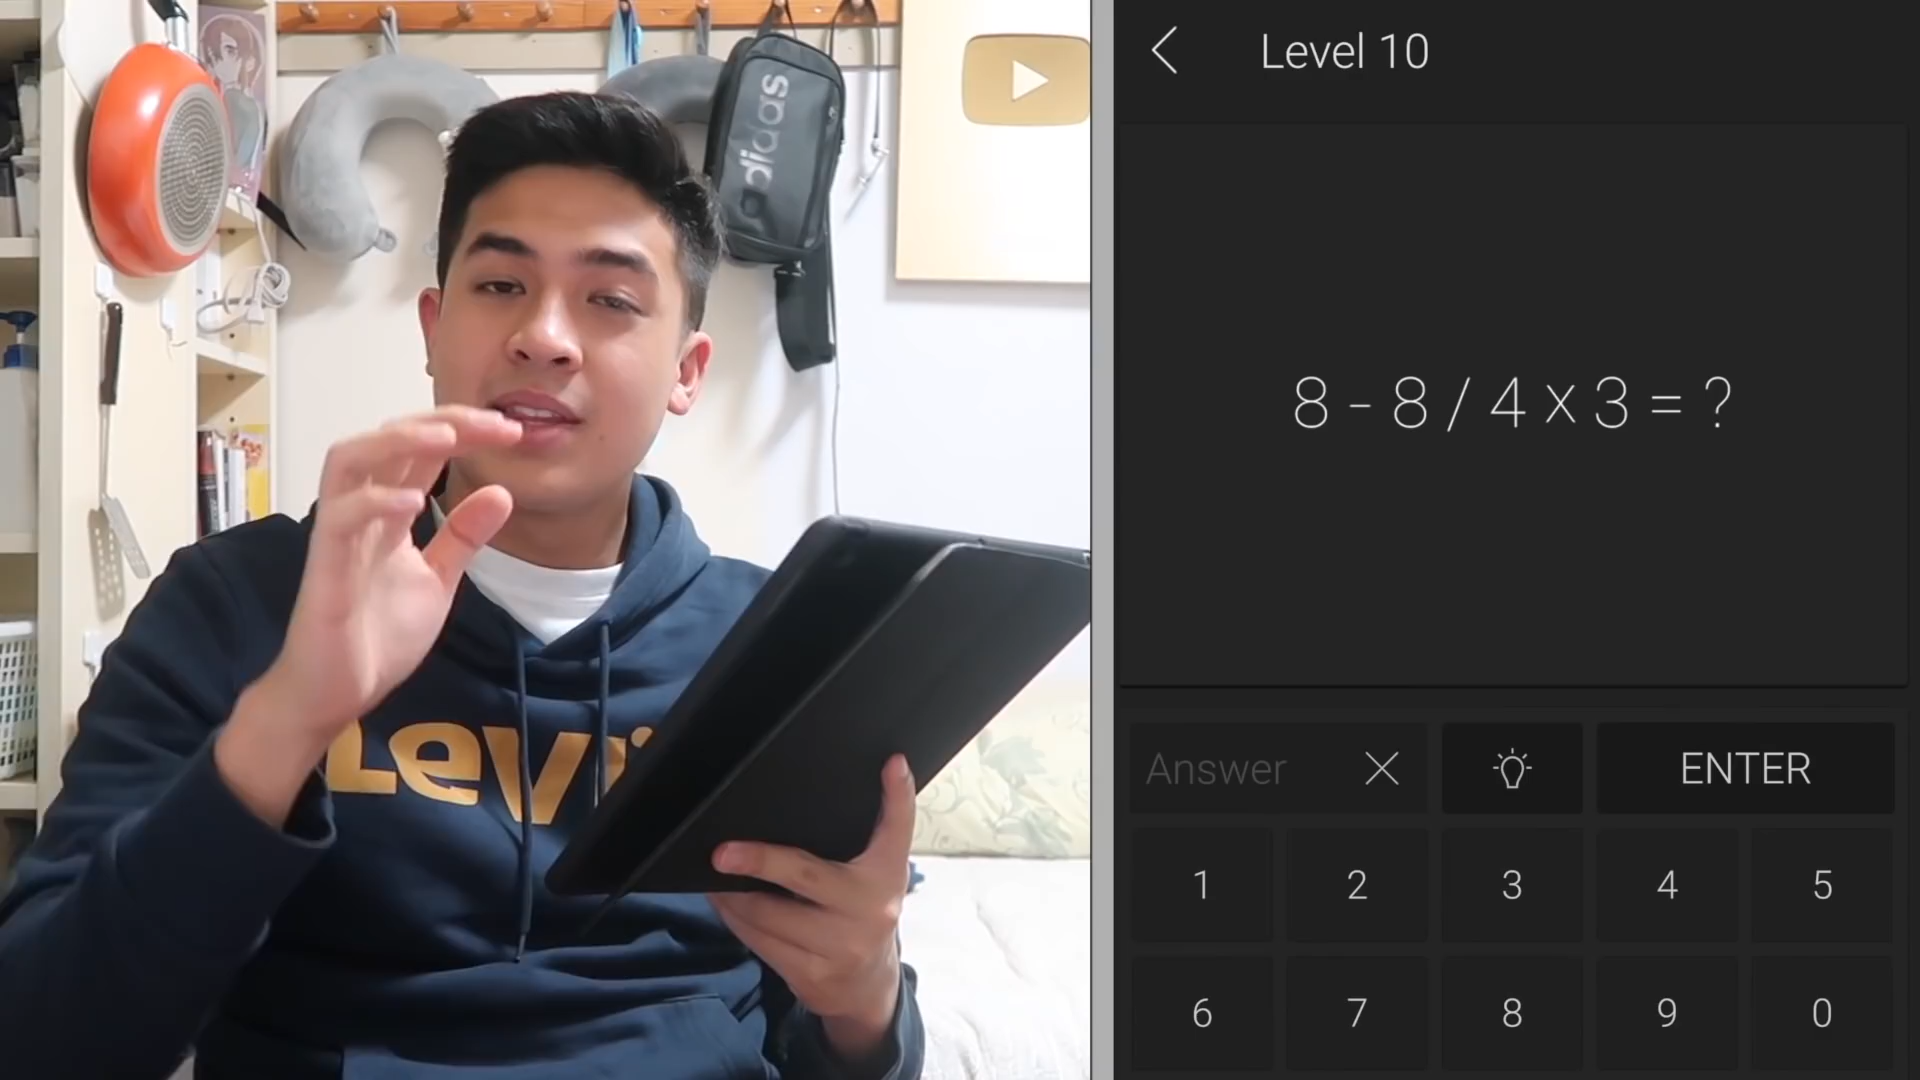 adidas
Levi
Level 10
8 - 8 / 4 x 3 = ?
Answer
ENTER
1 2 3 4 5
6 7 8 9 0